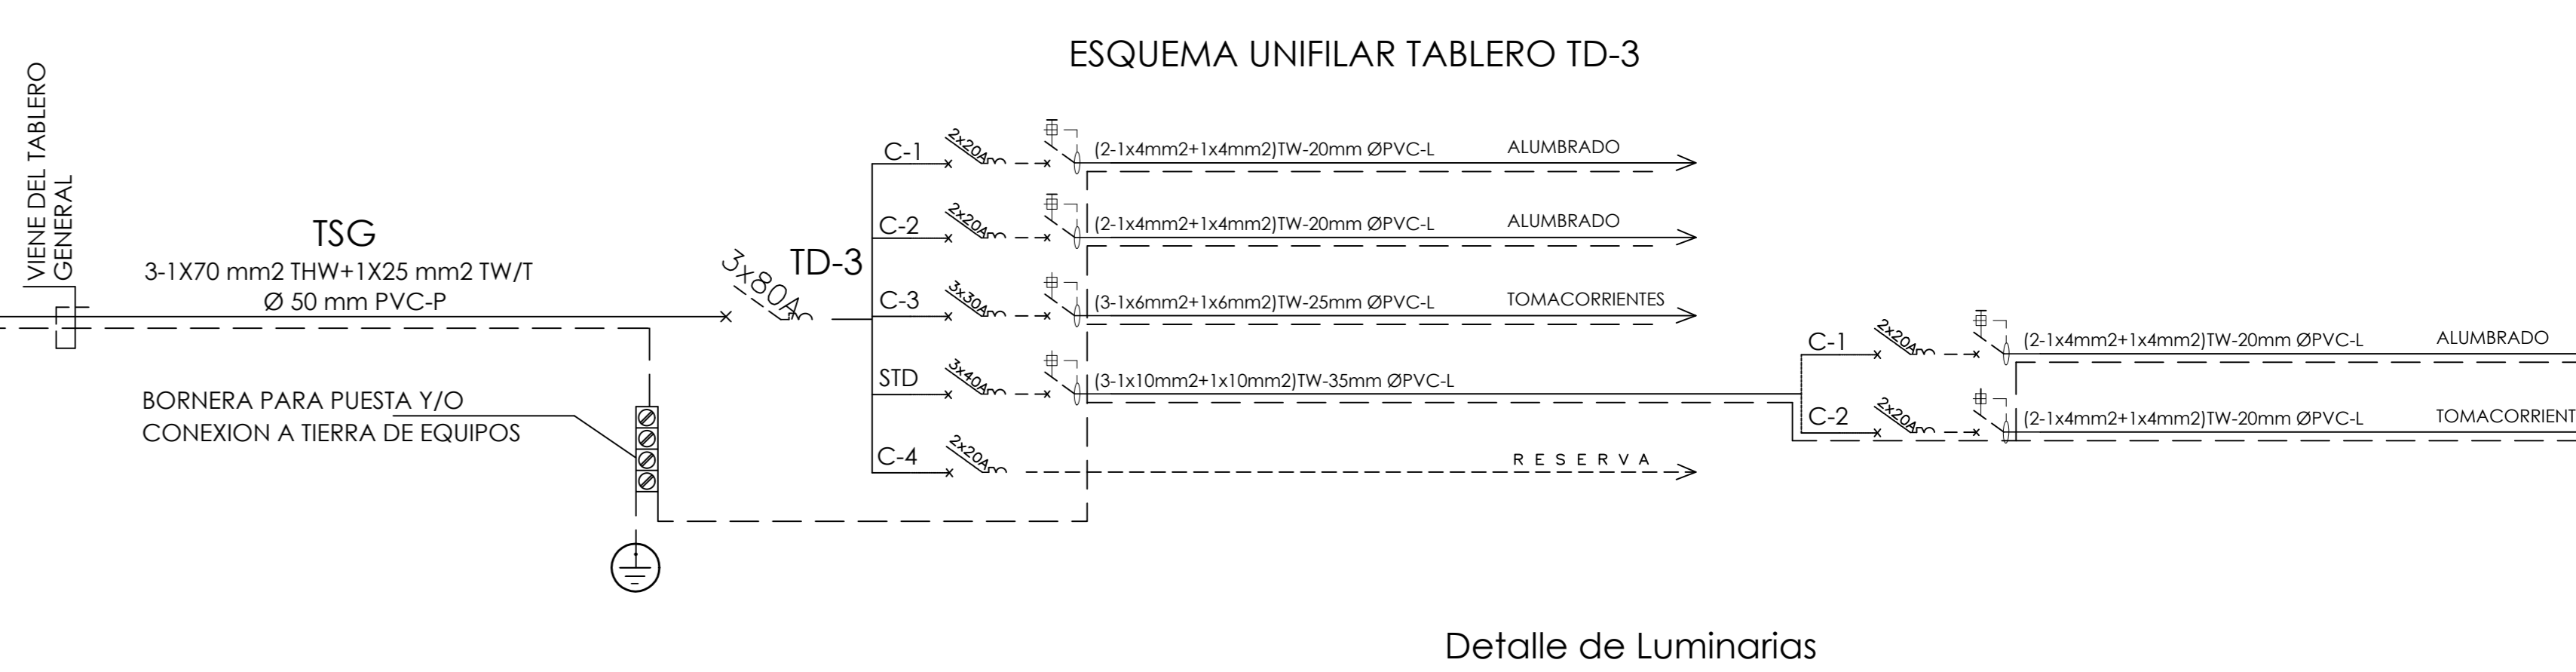 ESQUEMA UNIFILAR TABLERO TD-3
VIENE DEL TABLERO
GENERAL
TSG
3-1X70 mm2 THW+1X25 mm2 TW/T
Ø 50 mm PVC-P
3x80A
TD-3
C-1
2x20A
(2-1x4mm2+1x4mm2)TW-20mm ØPVC-L
ALUMBRADO
C-2
2x20A
(2-1x4mm2+1x4mm2)TW-20mm ØPVC-L
ALUMBRADO
C-3
3x30A
(3-1x6mm2+1x6mm2)TW-25mm ØPVC-L
TOMACORRIENTES
STD
3x40A
(3-1x10mm2+1x10mm2)TW-35mm ØPVC-L
C-4
2x20A
R E S E R V A
C-1
2x20A
(2-1x4mm2+1x4mm2)TW-20mm ØPVC-L
ALUMBRADO
C-2
2x20A
(2-1x4mm2+1x4mm2)TW-20mm ØPVC-L
TOMACORRIENT
BORNERA PARA PUESTA Y/O
CONEXION A TIERRA DE EQUIPOS
Detalle de Luminarias